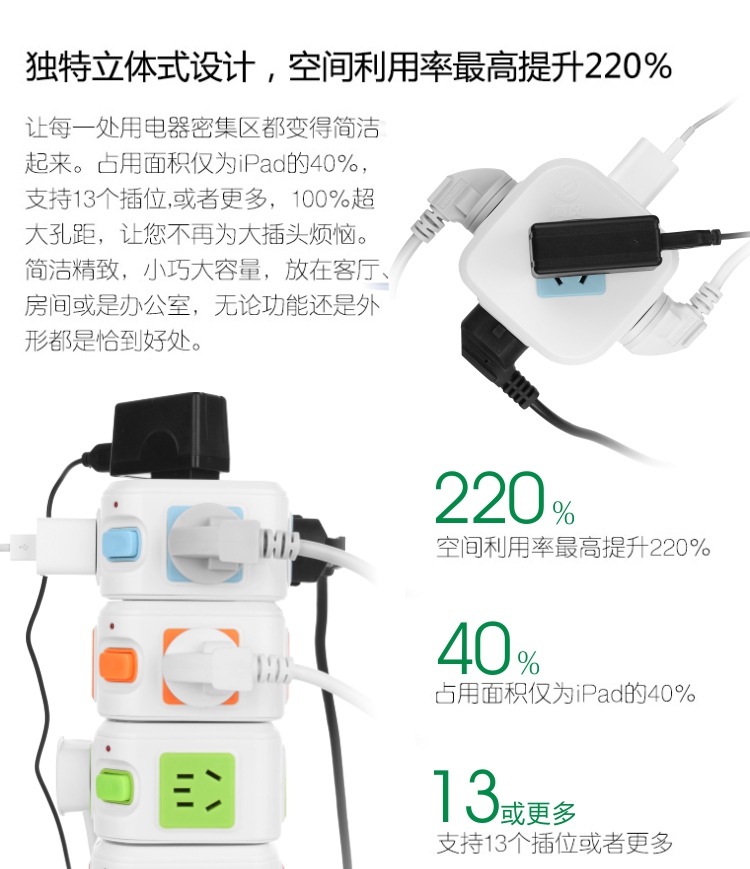 独特立体式设计，空间利用率最高提升220%
让每一处用电器密集区都变得简洁
起来。占用面积仅为iPad的40%，
支持13个插位,或者更多，100%超
大孔距，让您不再为大插头烦恼。
简洁精致，小巧大容量，放在客厅、
房间或是办公室，无论功能还是外
形都是恰到好处。
220%
空间利用率最高提升220%
40%
占用面积仅为iPad的40%
13或更多
支持13个插位或者更多